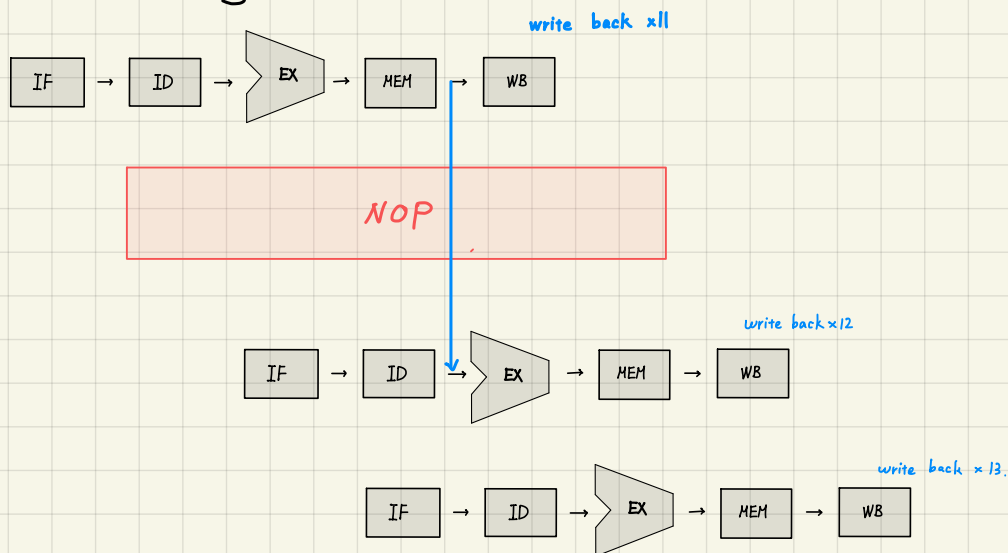 write back x11
IF → ID → EX → MEM → WB
NOP
write back x12
IF → ID → EX → MEM → WB
write back x13.
IF → ID → EX → MEM → WB